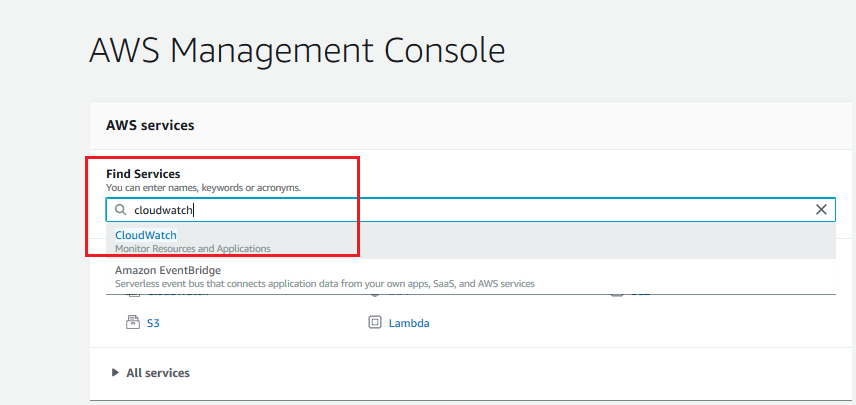 AWS Management Console
AWS services
Find Services
You can enter names, keywords or acronyms.
cloudwatch
CloudWatch
Monitor Resources and Applications
Amazon EventBridge
Serverless event bus that connects application data from your own apps, SaaS, and AWS services
S3
Lambda
All services